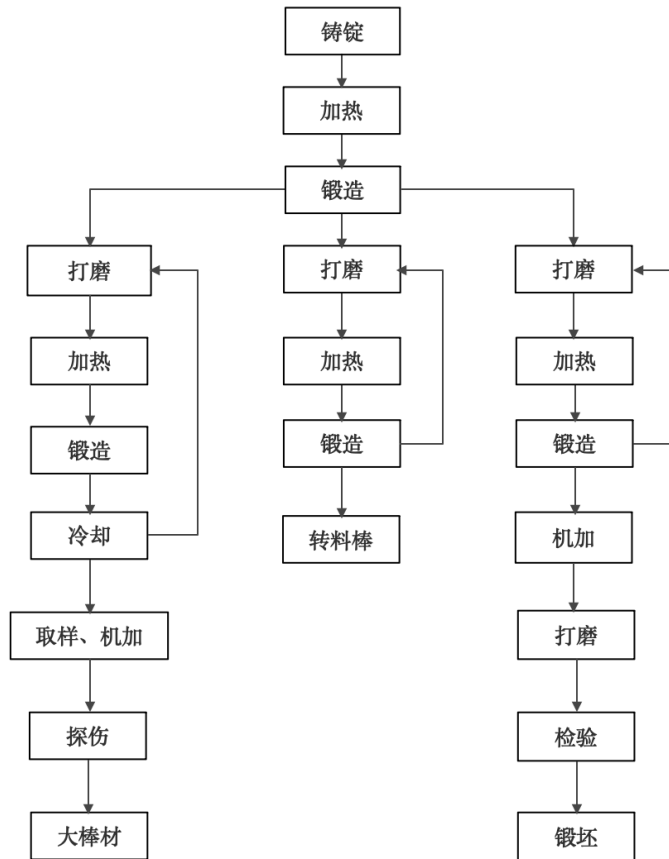 铸锭
加热
锻造
打磨
打磨
打磨
加热
加热
加热
锻造
锻造
锻造
冷却
转料棒
机加
取样、机加
打磨
探伤
检验
大棒材
锻坯